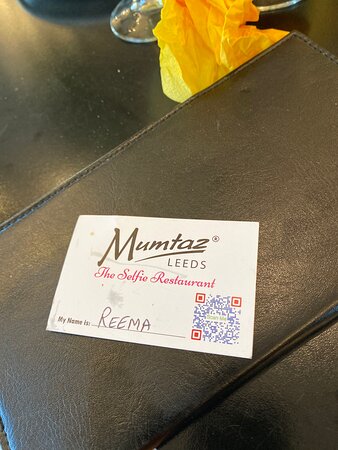 Mumtaz®
LEEDS
The Selfie Restaurant
My Name is: REEMA